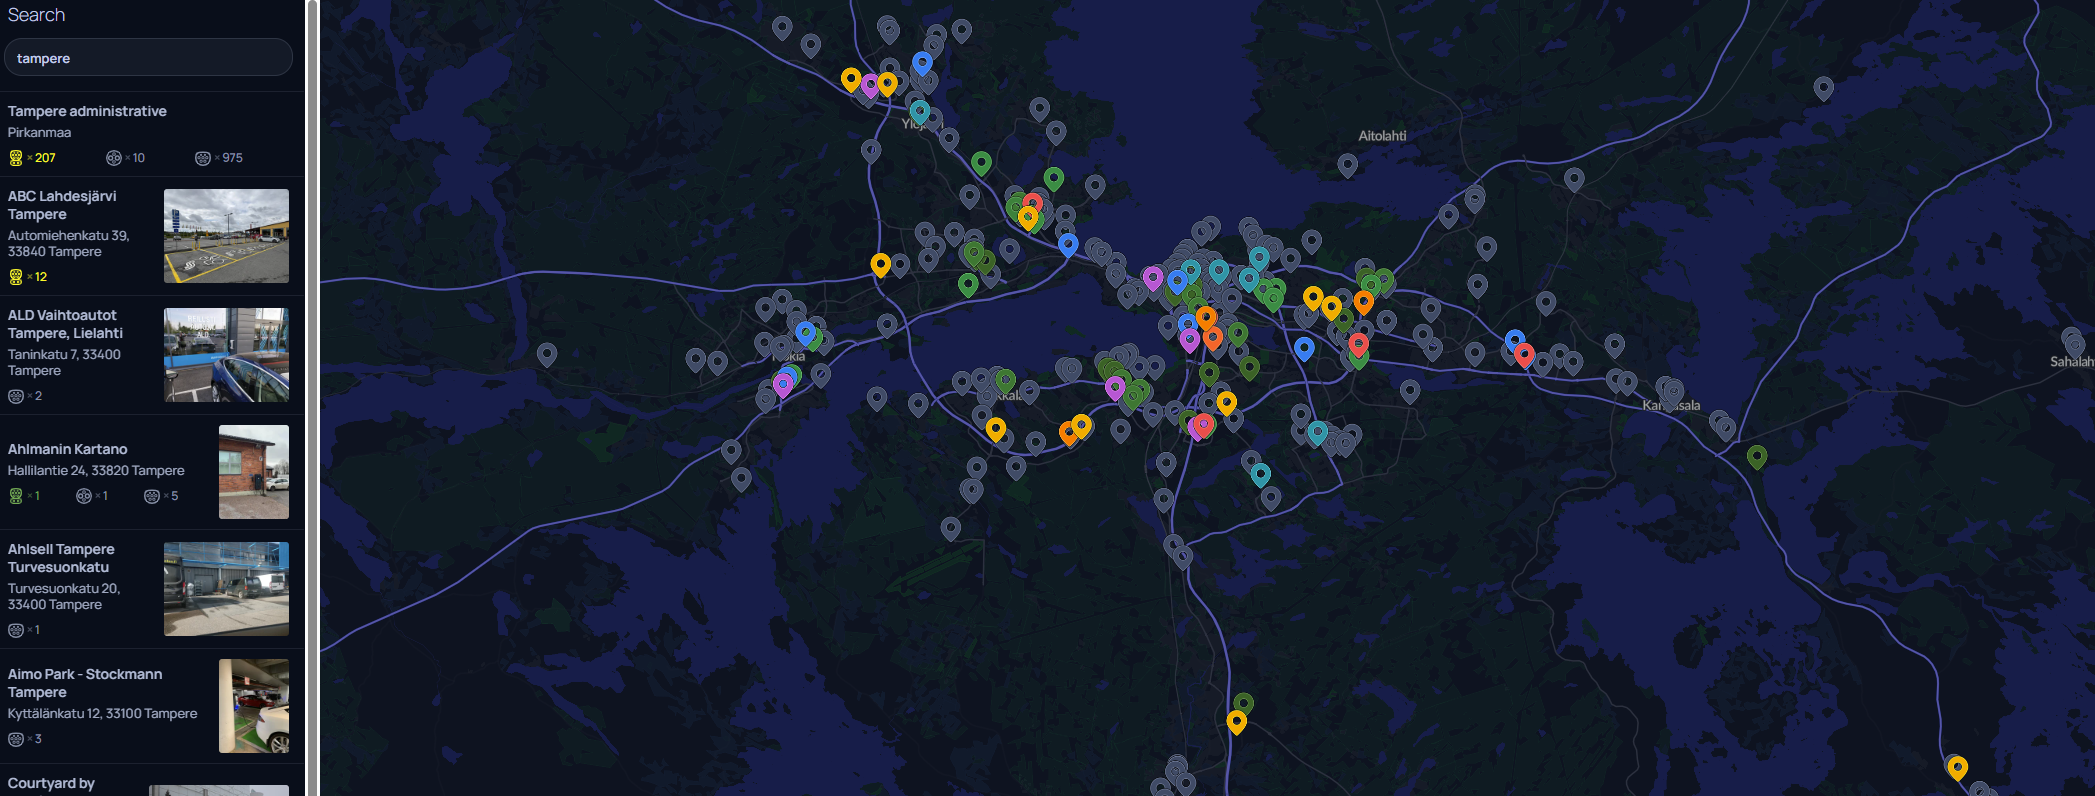 Search
tampere
Tampere administrative
Pirkanmaa
× 207
× 10
× 975
ABC Lahdesjärvi
Tampere
Automiehenkatu 39,
33840 Tampere
× 12
ALD Vaihtoautot
Tampere, Lielahti
Taninkatu 7, 33400
Tampere
× 2
Ahlmanin Kartano
Hallilantie 24, 33820 Tampere
× 1
× 1
× 5
Ahlsell Tampere
Turvesuonkatu
Turvesuonkatu 20,
33400 Tampere
× 1
Aimo Park - Stockmann
Tampere
Kyttälänkatu 12, 33100 Tampere
× 3
Courtyard by
Aitolahti